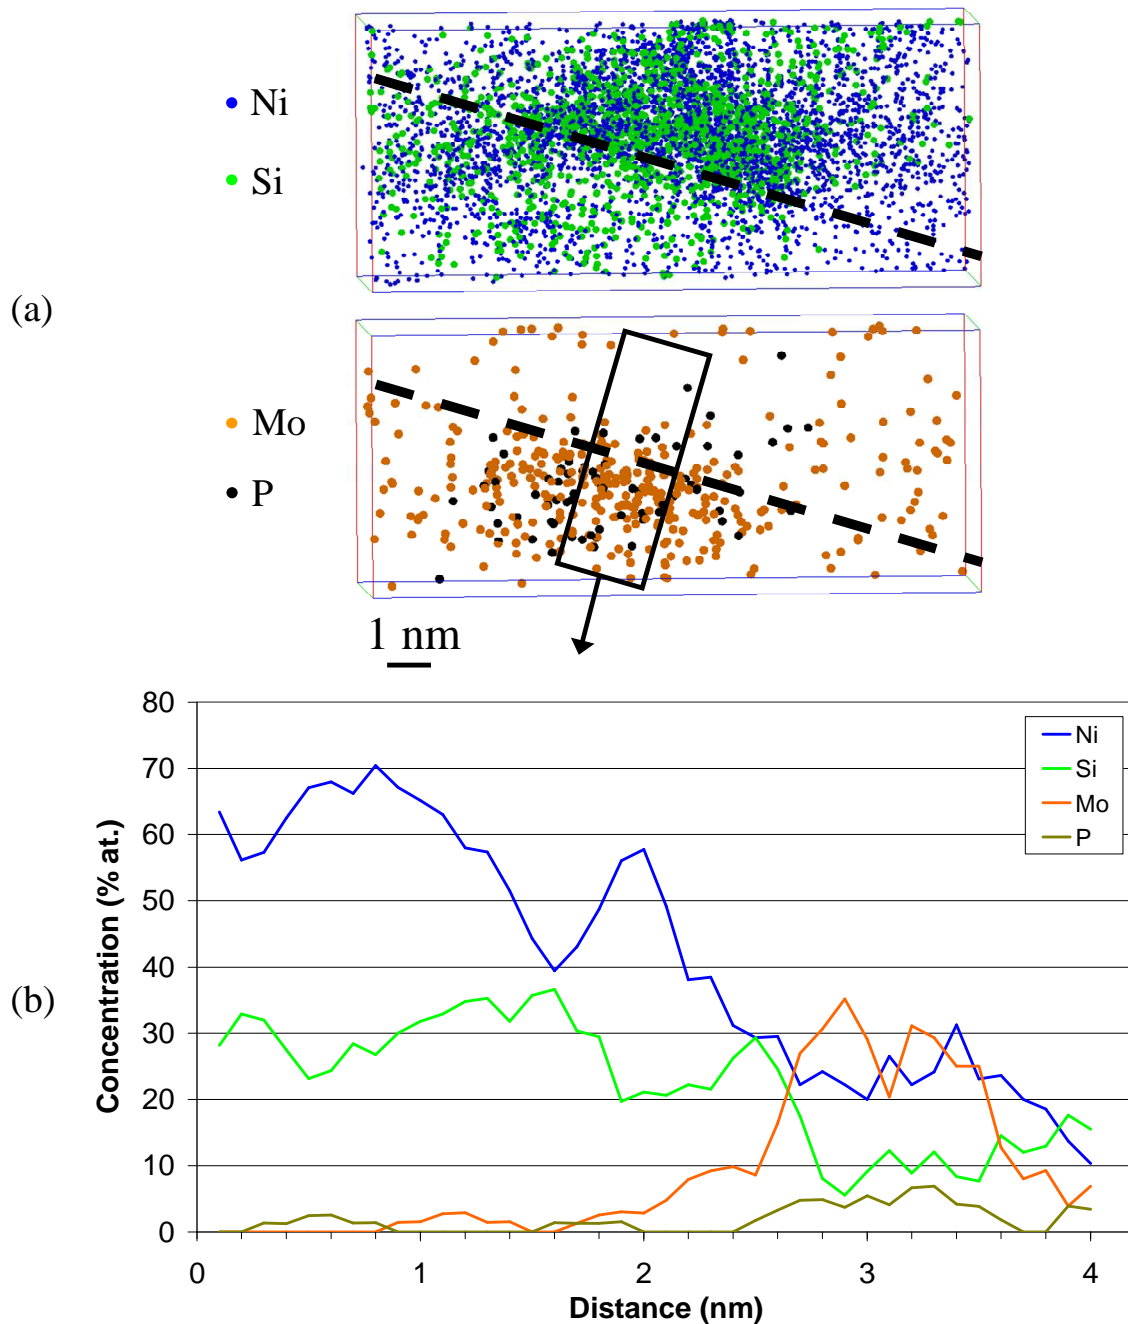 Ni
Si
(a)
Mo
P
1 nm
80
70
60
50
40
30
20
10
0
Concentration (% at.)
Ni
Si
Mo
P
(b)
0 1 2 3 4
Distance (nm)